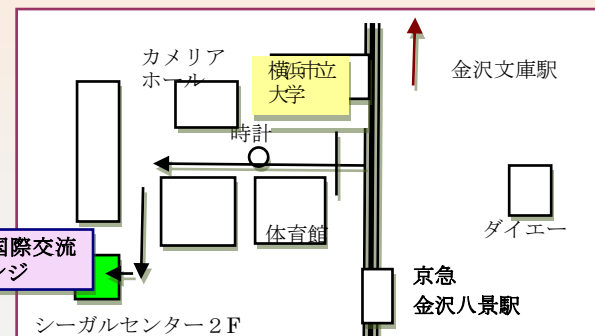 カメリア
ホール
横浜市立
大学
金沢文庫駅
時計
体育館
ダイエー
国際交流
ンジ
京急
金沢八景駅
シーガルセンター２F